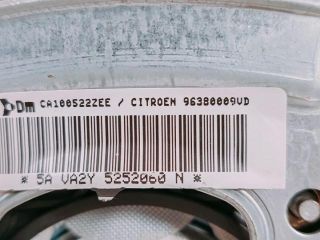 Dm CA100522ZEE / CITROEN 96380009VD
* 5A VA2Y 5252060 N *